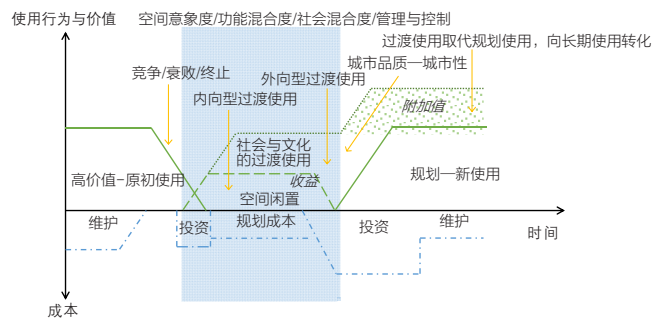 使用行为与价值
空间意象度/功能混合度/社会混合度/管理与控制
过渡使用取代规划使用，向长期使用转化
城市品质—城市性
竞争/衰败/终止
外向型过渡使用
内向型过渡使用
附加值
社会与文化
的过渡使用
高价值-原初使用
收益
规划—新使用
空间闲置
维护
投资
规划成本
投资
维护
时间
成本